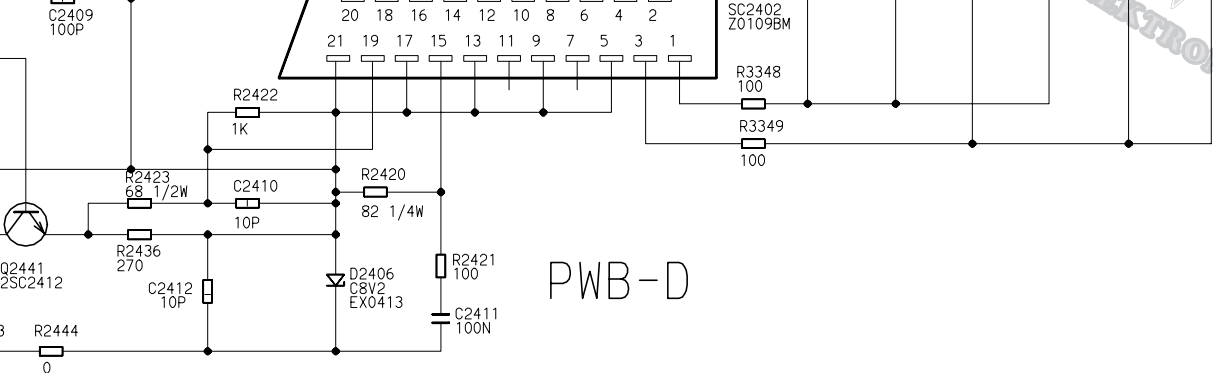 C2409
100P
20 18 16 14 12 10 8 6 4 2
SC2402
Z0109BM
21 19 17 15 13 11 9 7 5 3 1
R3348
100
R2422
1K
R3349
100
R2423
68 1/2W
C2410
10P
R2420
82 1/4W
R2436
270
Q2441
2SC2412
C2412
10P
D2406
C8V2
EX0413
R2421
100
PWB-D
C2411
100N
3
R2444
0